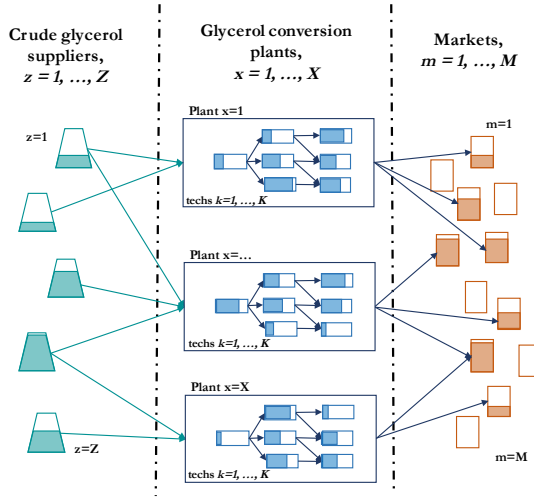 Crude glycerol
suppliers,
z = 1, …, Z
Glycerol conversion
plants,
x = 1, …, X
Markets,
m = 1, …, M
z=1
z=Z
Plant x=1
techs k=1, …, K
Plant x=…
techs k=1, …, K
Plant x=X
techs k=1, …, K
m=1
m=M